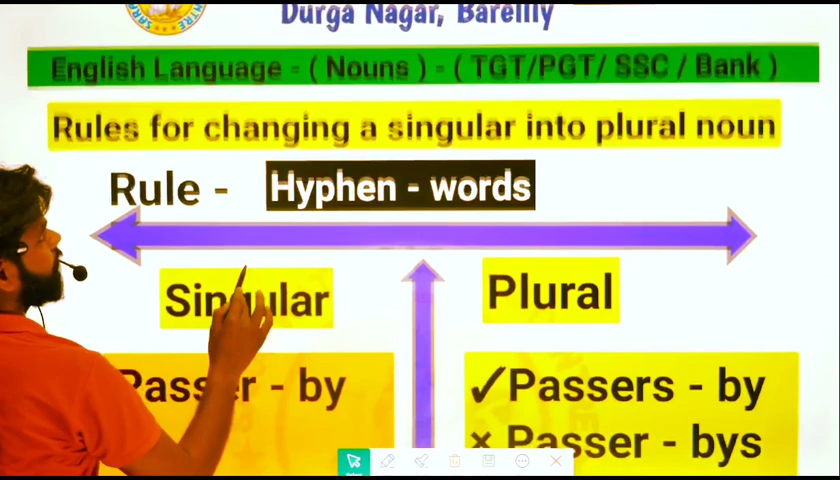 Durga Nagar, Bareilly
English Language - ( Nouns ) - ( TGT/PGT/ SSC / Bank )
Rules for changing a singular into plural noun
Rule - Hyphen - words
Singular
Plural
Passer - by
✓Passers - by
× Passer - bys